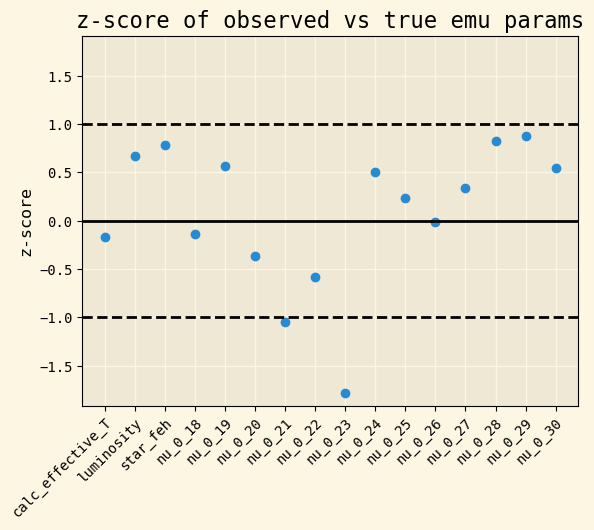 z-score of observed vs true emu params
z-score
1.5
1.0
0.5
0.0
−0.5
−1.0
−1.5
calc_effective_T
luminosity
star_feh
nu_0_18
nu_0_19
nu_0_20
nu_0_21
nu_0_22
nu_0_23
nu_0_24
nu_0_25
nu_0_26
nu_0_27
nu_0_28
nu_0_29
nu_0_30